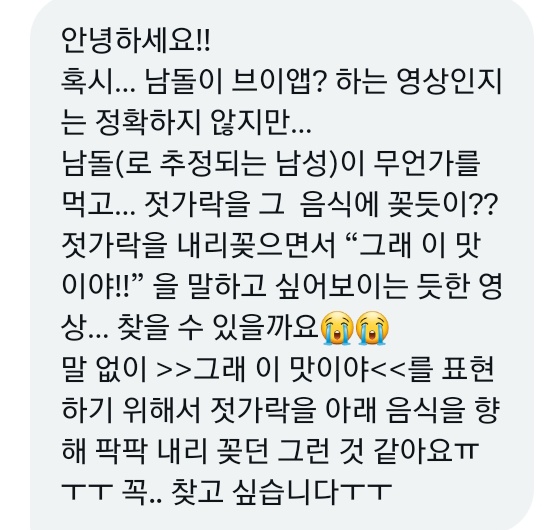 안녕하세요!!
혹시... 남돌이 브이앱? 하는 영상인지
는 정확하지 않지만...
남돌(로 추정되는 남성)이 무언가를
먹고... 젓가락을 그  음식에 꽂듯이??
젓가락을 내리꽂으면서 “그래 이 맛
이야!!” 을 말하고 싶어보이는 듯한 영
상... 찾을 수 있을까요😭😭
말 없이 >>그래 이 맛이야<<를 표현
하기 위해서 젓가락을 아래 음식을 향
해 팍팍 내리 꽂던 그런 것 같아요ㅠ
ㅜㅜ 꼭.. 찾고 싶습니다ㅜㅜ